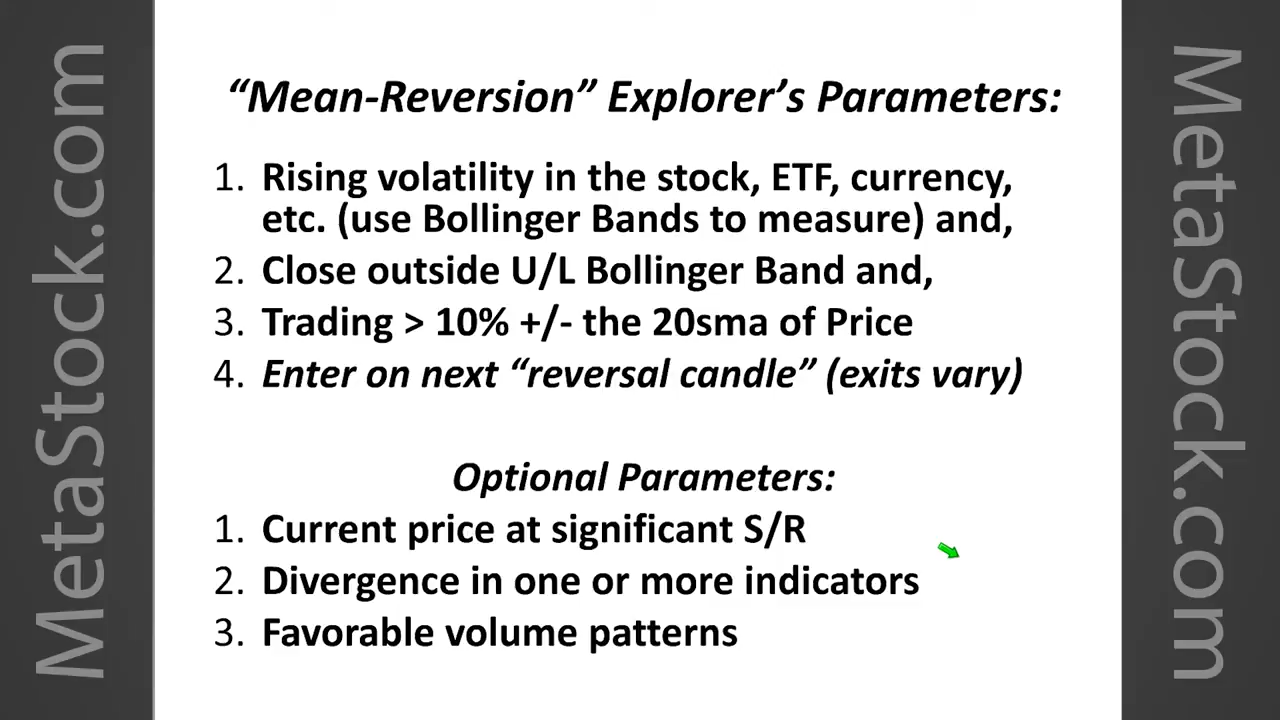 MetaStock.com
“Mean-Reversion” Explorer’s Parameters:
1. Rising volatility in the stock, ETF, currency,
etc. (use Bollinger Bands to measure) and,
2. Close outside U/L Bollinger Band and,
3. Trading > 10% +/- the 20sma of Price
4. Enter on next “reversal candle” (exits vary)
Optional Parameters:
1. Current price at significant S/R
2. Divergence in one or more indicators
3. Favorable volume patterns
MetaStock.com